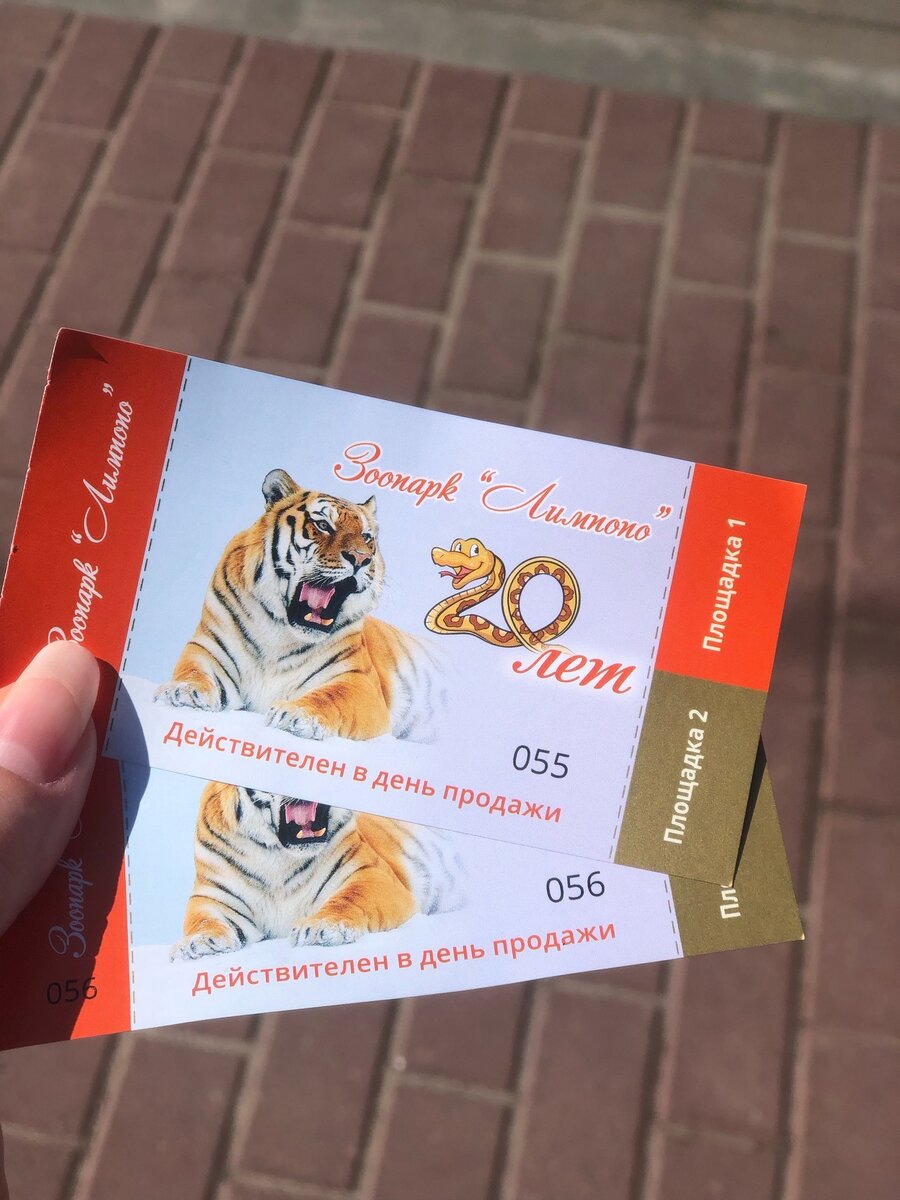 Зоопарк "Лимпопо"
Зоопарк "Лимпопо"
20
лет
055
Действителен в день продажи
Площадка 1
Площадка 2
Зоопарк
056
056
Действителен в день продажи